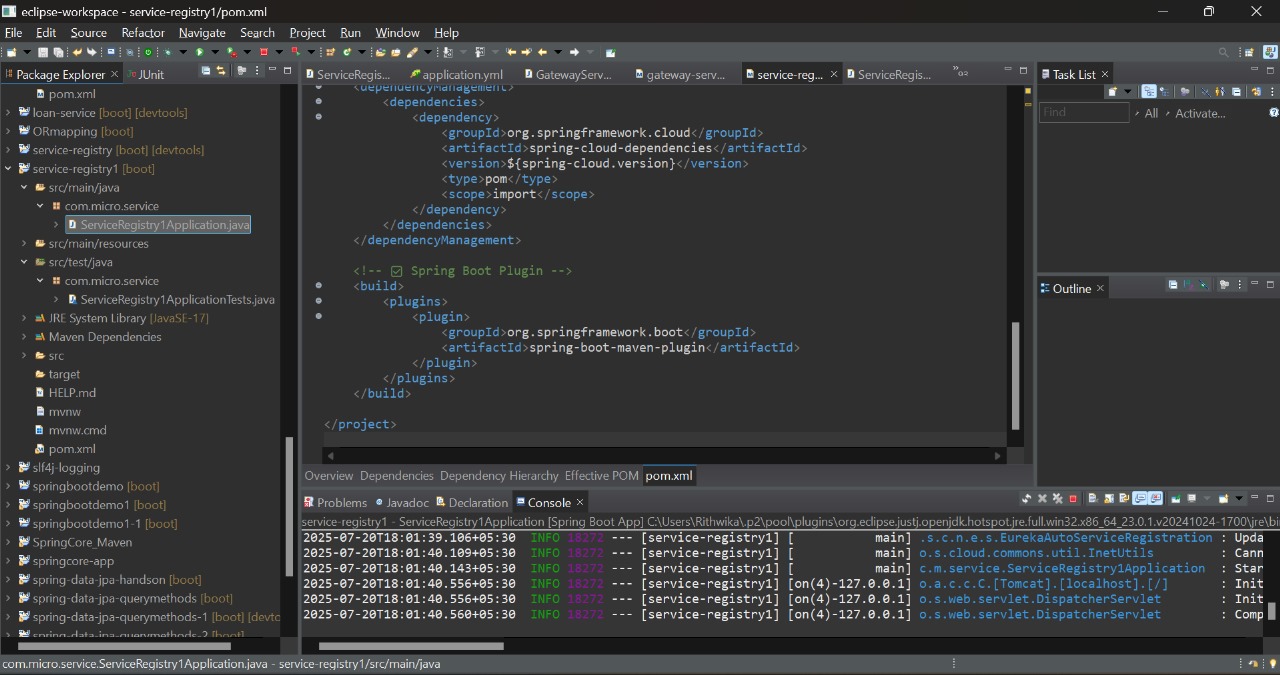 eclipse-workspace - service-registry1/pom.xml
File Edit Source Refactor Navigate Search Project Run Window Help
Package Explorer × JUnit
pom.xml
loan-service [boot] [devtools]
ORmapping [boot]
service-registry [boot] [devtools]
service-registry1 [boot]
src/main/java
com.micro.service
ServiceRegistry1Application.java
src/main/resources
src/test/java
com.micro.service
ServiceRegistry1ApplicationTests.java
JRE System Library [JavaSE-17]
Maven Dependencies
src
target
HELP.md
mvnw
mvnw.cmd
pom.xml
slf4j-logging
springbootdemo [boot]
springbootdemo1 [boot]
springbootdemo1-1 [boot]
SpringCore_Maven
springcore-app
spring-data-jpa-handson [boot]
spring-data-jpa-querymethods [boot]
spring-data-jpa-querymethods-1 [boot] [devto
spring-data-jpa-querymethods-2 [boot]
ServiceRegis... application.yml GatewayServ... gateway-serv... service-reg... × ServiceRegis...
<dependencyManagement>
<dependencies>
<dependency>
<groupId>org.springframework.cloud</groupId>
<artifactId>spring-cloud-dependencies</artifactId>
<version>${spring-cloud.version}</version>
<type>pom</type>
<scope>import</scope>
</dependency>
</dependencies>
</dependencyManagement>
<!-- ☑ Spring Boot Plugin -->
<build>
<plugins>
<plugin>
<groupId>org.springframework.boot</groupId>
<artifactId>spring-boot-maven-plugin</artifactId>
</plugin>
</plugins>
</build>
</project>
Overview Dependencies Dependency Hierarchy Effective POM pom.xml
Task List ×
Find All Activate...
Outline ×
Problems Javadoc Declaration Console ×
service-registry1 - ServiceRegistry1Application [Spring Boot App] C:\Users\Rithwika\.p2\pool\plugins\org.eclipse.justj.openjdk.hotspot.jre.full.win32.x86_64_23.0.1.v20241024-1700\jre\bi
2025-07-20T18:01:39.106+05:30 INFO 18272 --- [service-registry1] [ main] .s.c.n.e.s.EurekaAutoServiceRegistration : Upda
2025-07-20T18:01:40.109+05:30 INFO 18272 --- [service-registry1] [ main] o.s.cloud.commons.util.InetUtils : Cann
2025-07-20T18:01:40.143+05:30 INFO 18272 --- [service-registry1] [ main] c.m.service.ServiceRegistry1Application : Star
2025-07-20T18:01:40.556+05:30 INFO 18272 --- [service-registry1] [on(4)-127.0.0.1] o.a.c.c.C.[Tomcat].[localhost].[/] : Init
2025-07-20T18:01:40.556+05:30 INFO 18272 --- [service-registry1] [on(4)-127.0.0.1] o.s.web.servlet.DispatcherServlet : Init
2025-07-20T18:01:40.560+05:30 INFO 18272 --- [service-registry1] [on(4)-127.0.0.1] o.s.web.servlet.DispatcherServlet : Comp
com.micro.service.ServiceRegistry1Application.java - service-registry1/src/main/java